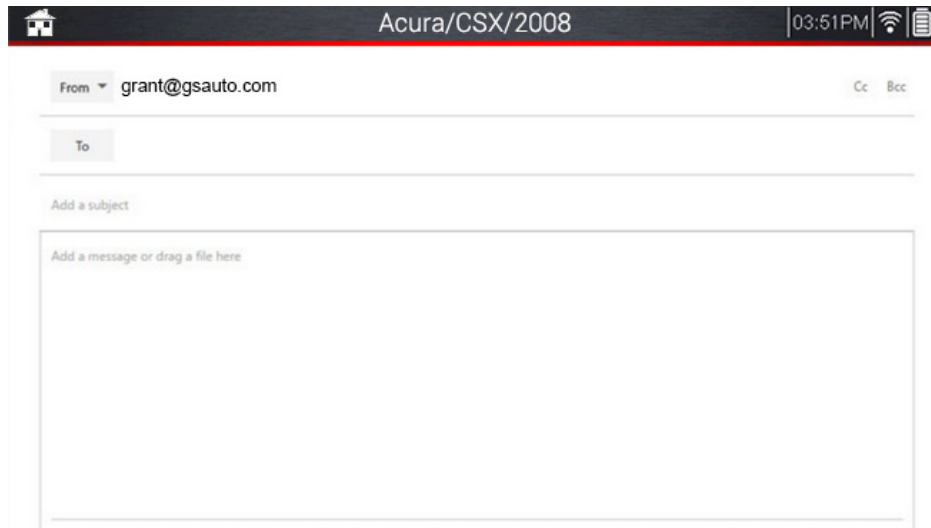 Acura/CSX/2008 03:51PM
From grant@gsauto.com Cc Bcc
To
Add a subject
Add a message or drag a file here